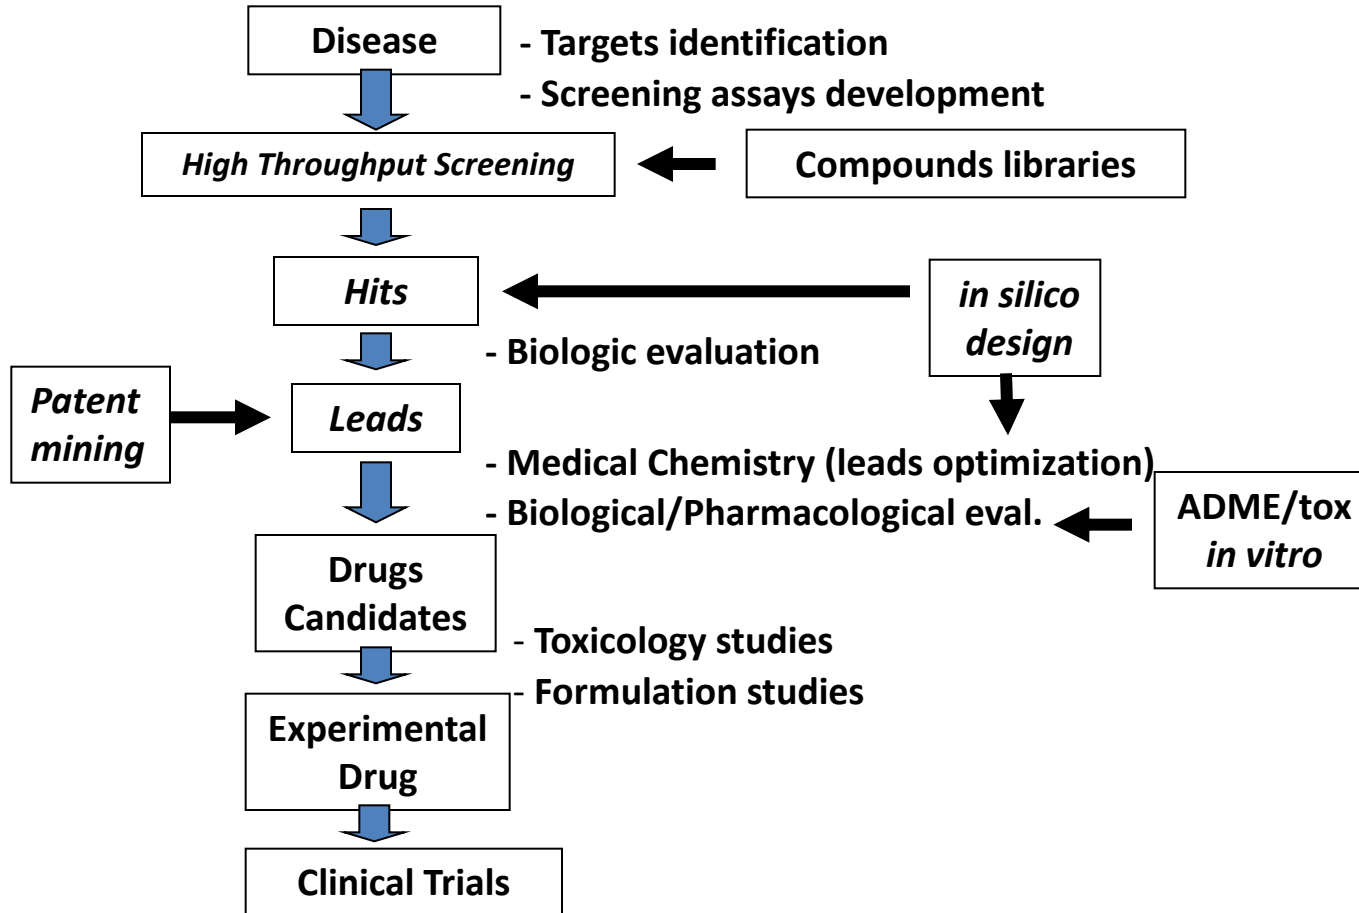 Disease
- Targets identification
- Screening assays development
High Throughput Screening
Compounds libraries
Hits
in silico
design
- Biologic evaluation
Patent
mining
Leads
- Medical Chemistry (leads optimization)
- Biological/Pharmacological eval.
ADME/tox
in vitro
Drugs
Candidates
- Toxicology studies
- Formulation studies
Experimental
Drug
Clinical Trials